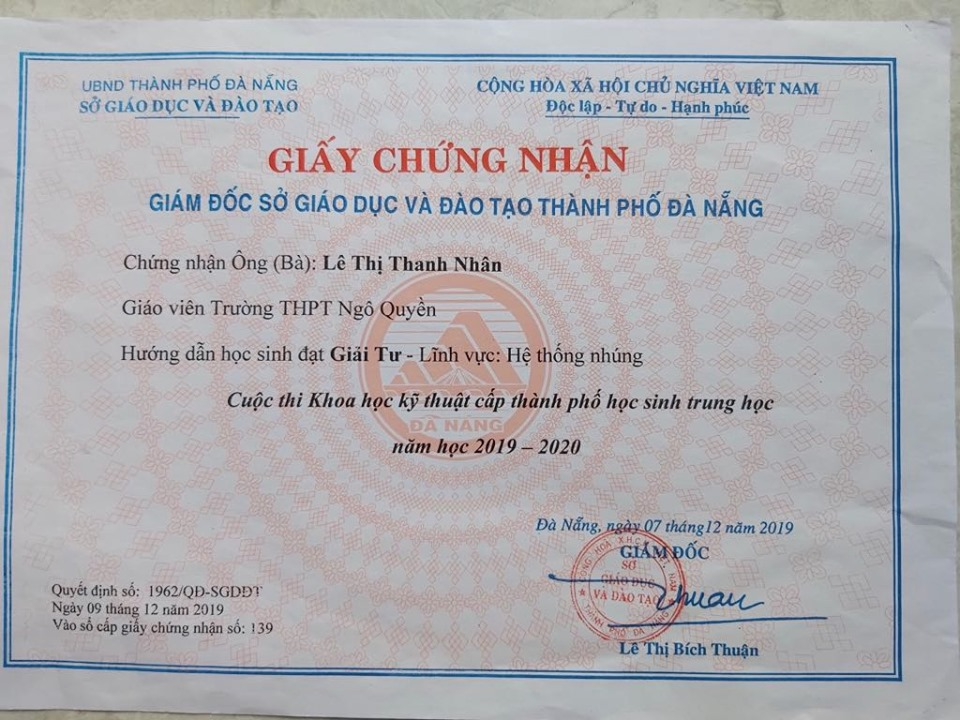 UBND THÀNH PHỐ ĐÀ NẴNG
SỞ GIÁO DỤC VÀ ĐÀO TẠO
CỘNG HÒA XÃ HỘI CHỦ NGHĨA VIỆT NAM
Độc lập - Tự do - Hạnh phúc
GIẤY CHỨNG NHẬN
GIÁM ĐỐC SỞ GIÁO DỤC VÀ ĐÀO TẠO THÀNH PHỐ ĐÀ NẴNG
Chứng nhận Ông (Bà): Lê Thị Thanh Nhân
Giáo viên Trường THPT Ngô Quyền
Hướng dẫn học sinh đạt Giải Tư - Lĩnh vực: Hệ thống nhúng
Cuộc thi Khoa học kỹ thuật cấp thành phố học sinh trung học
ĐÀ NẴNG
năm học 2019 – 2020
Đà Nẵng, ngày 07 tháng 12 năm 2019
GIÁM ĐỐC
CỘNG HÒA X.H.C.N VIỆT NAM
SỞ
GIÁO DỤC
VÀ ĐÀO TẠO
THÀNH PHỐ ĐÀ NẴNG
Thuan
Lê Thị Bích Thuận
Quyết định số: 1962/QĐ-SGDĐT
Ngày 09 tháng 12 năm 2019
Vào sổ cấp giấy chứng nhận số: 139